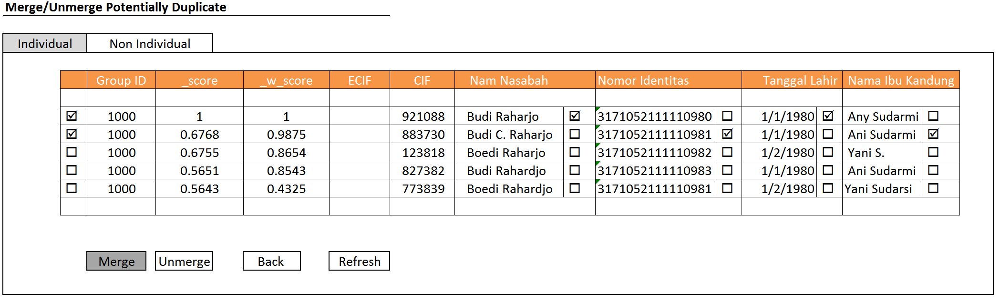 Merge/Unmerge Potentially Duplicate
Individual Non Individual
Group ID _score _w_score ECIF CIF Nam Nasabah Nomor Identitas Tanggal Lahir Nama Ibu Kandung
1000 1 1 921088 Budi Raharjo 3171052111110980 1/1/1980 Any Sudarmi
1000 0.6768 0.9875 883730 Budi C. Raharjo 3171052111110981 1/1/1980 Ani Sudarmi
1000 0.6755 0.8654 123818 Boedi Raharjo 3171052111110982 1/2/1980 Yani S.
1000 0.5651 0.8543 827382 Budi Rahardjo 3171052111110983 1/1/1980 Ani Sudarmi
1000 0.5643 0.4325 773839 Boedi Rahardjo 3171052111110981 1/2/1980 Yani Sudarsi
Merge Unmerge Back Refresh